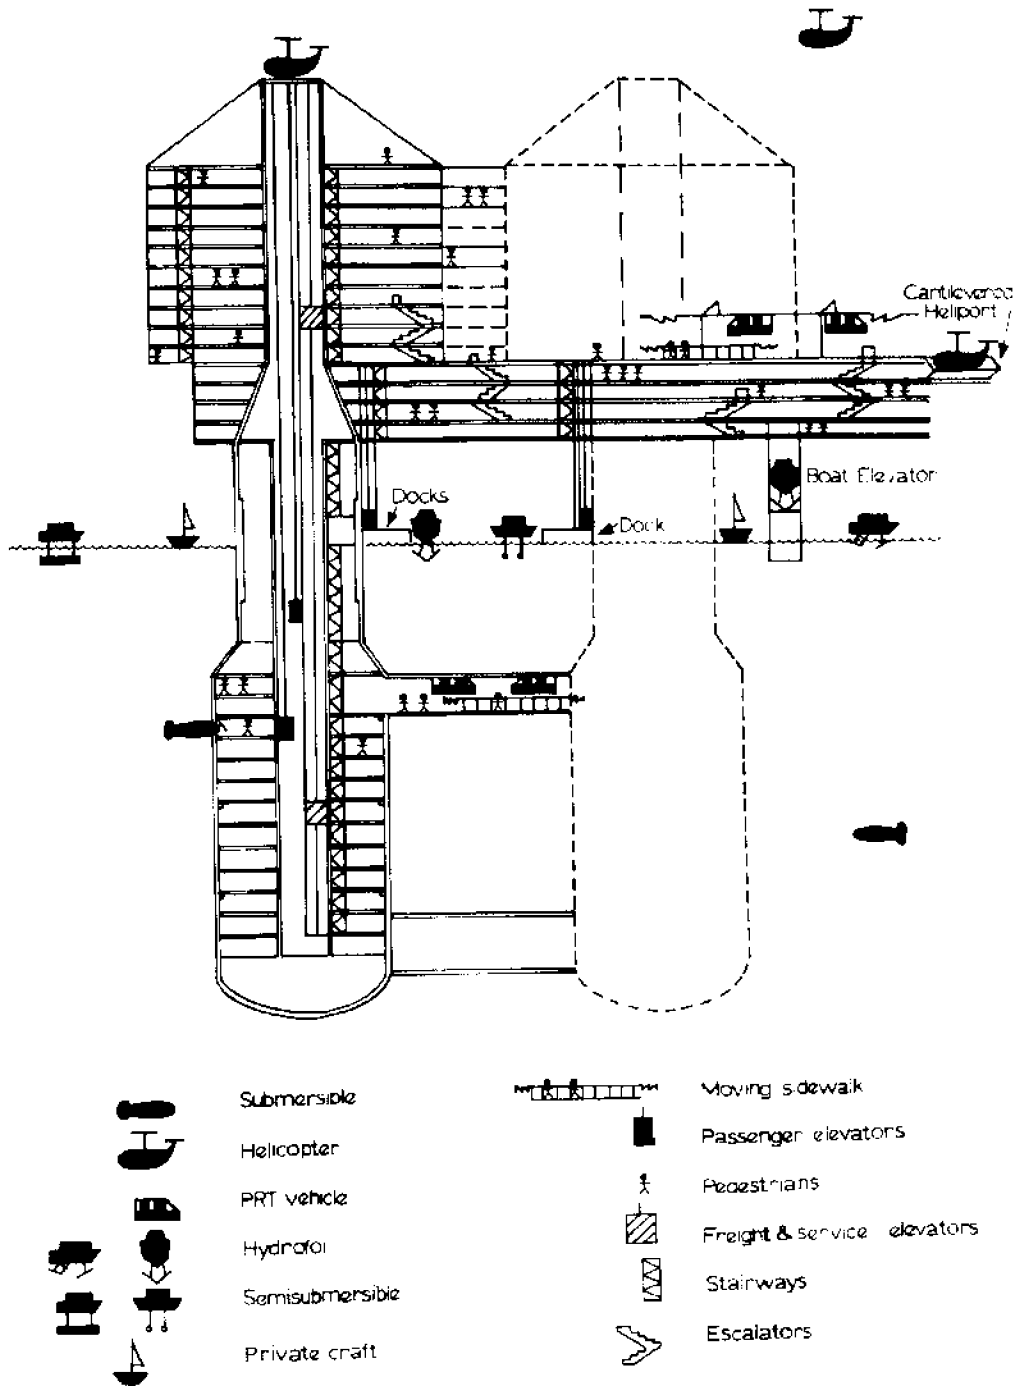 Cantilevered
Heliport
Boat Elevator
Docks
Dock
Submersible
Helicopter
PRT vehicle
Hydrofoil
Semisubmersible
Private craft
Moving sidewalk
Passenger elevators
Pedestrians
Freight & service elevators
Stairways
Escalators